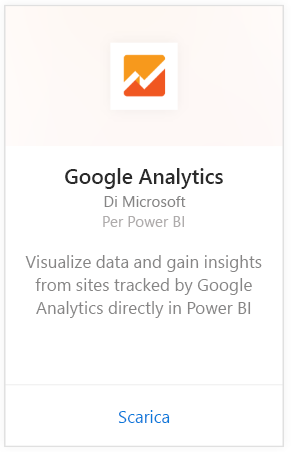 Google Analytics
Di Microsoft
Per Power BI
Visualize data and gain insights
from sites tracked by Google
Analytics directly in Power BI
Scarica